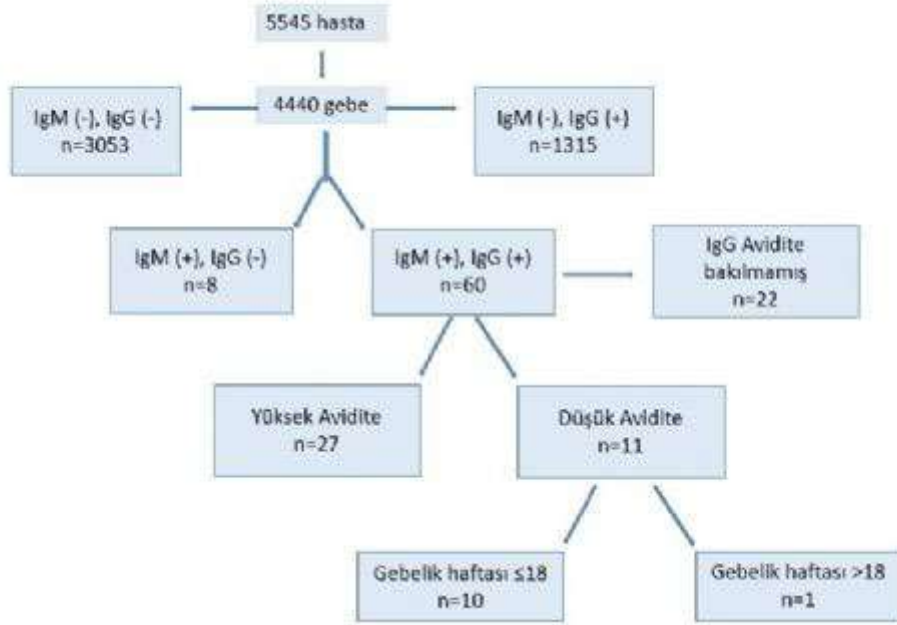 5545 hasta
4440 gebe
IgM (-), IgG (-)
n=3053
IgM (-), IgG (+)
n=1315
IgM (+), IgG (-)
n=8
IgM (+), IgG (+)
n=60
IgG Avidite
bakılmamış
n=22
Yüksek Avidite
n=27
Düşük Avidite
n=11
Gebelik haftası ≤18
n=10
Gebelik haftası >18
n=1